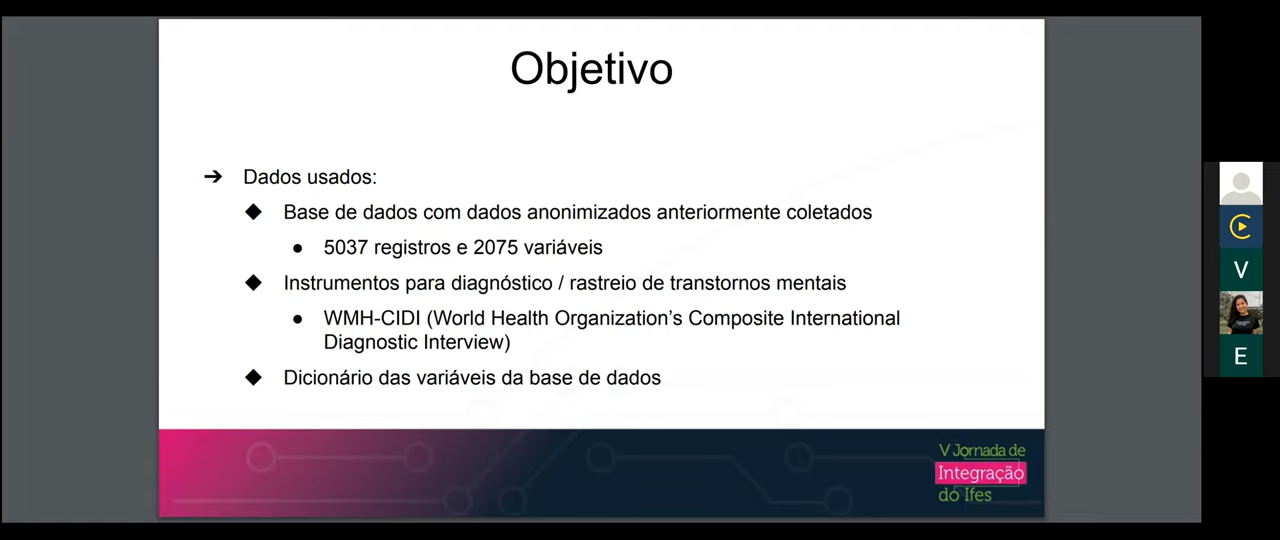 Objetivo
➔ Dados usados:
◆ Base de dados com dados anonimizados anteriormente coletados
● 5037 registros e 2075 variáveis
◆ Instrumentos para diagnóstico / rastreio de transtornos mentais
● WMH-CIDI (World Health Organization’s Composite International
Diagnostic Interview)
◆ Dicionário das variáveis da base de dados
V Jornada de
Integração
do Ifes
V
E